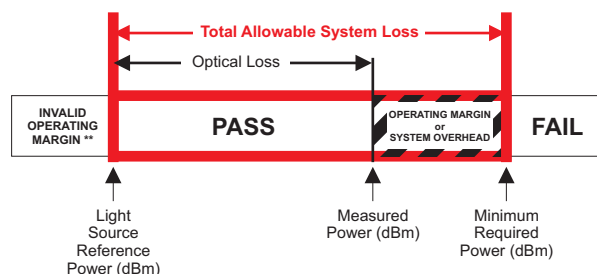 Total Allowable System Loss
Optical Loss
INVALID
OPERATING
MARGIN **
PASS
OPERATING MARGIN
or
SYSTEM OVERHEAD
FAIL
Light
Source
Reference
Power (dBm)
Measured
Power (dBm)
Minimum
Required
Power (dBm)